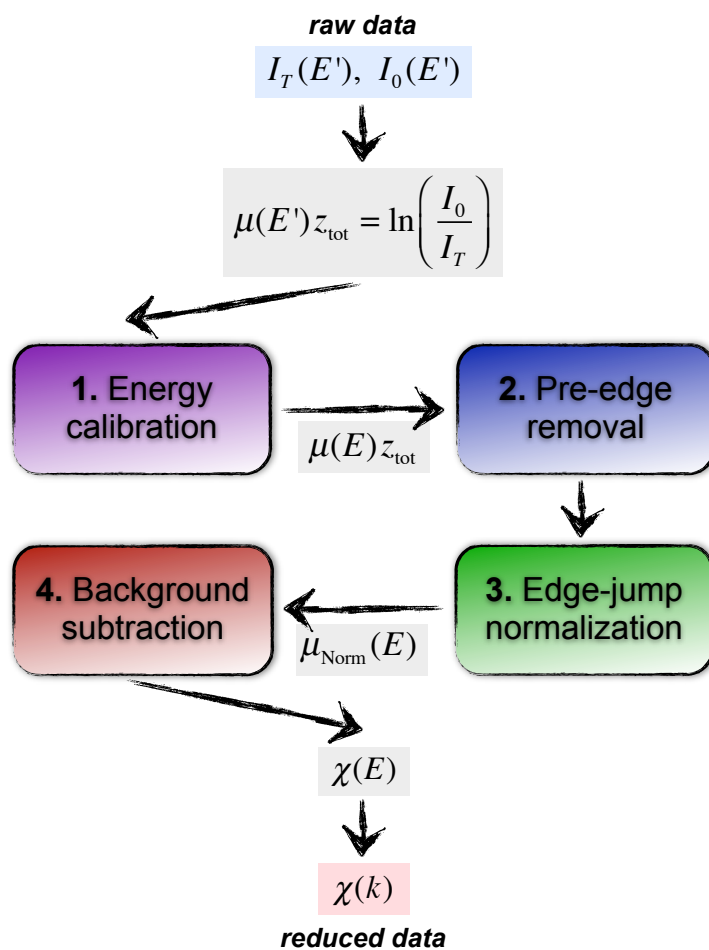 raw data
I_T(E'), I_0(E')
μ(E')z_tot = ln(I_0/I_T)
1. Energy
calibration
2. Pre-edge
removal
μ(E)z_tot
4. Background
subtraction
3. Edge-jump
normalization
μ_Norm(E)
χ(E)
χ(k)
reduced data